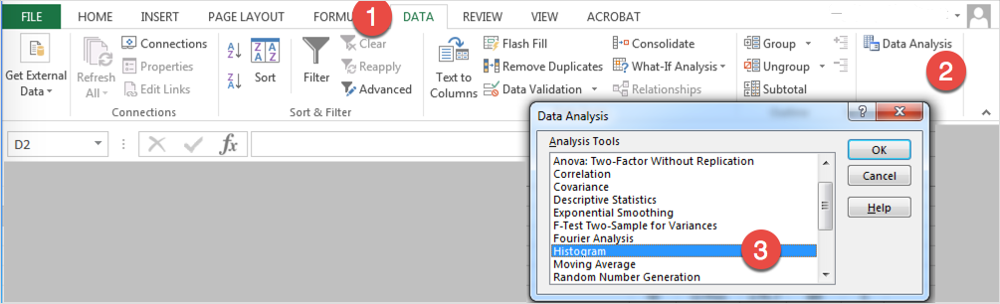 FILE HOME INSERT PAGE LAYOUT FORMU 1 DATA REVIEW VIEW ACROBAT
Get External
Data
Refresh
All
Connections
Properties
Edit Links
Connections
A
Z
Z
A
Z A
A Z
Sort
Filter
Clear
Reapply
Advanced
Sort & Filter
Text to
Columns
Flash Fill
Remove Duplicates
Data Validation
Consolidate
What-If Analysis
Relationships
Group
Ungroup
Subtotal
Data Analysis
2
D2
fx
Data Analysis
?
Analysis Tools
Anova: Two-Factor Without Replication
Correlation
Covariance
Descriptive Statistics
Exponential Smoothing
F-Test Two-Sample for Variances
Fourier Analysis
Histogram
3
Moving Average
Random Number Generation
OK
Cancel
Help